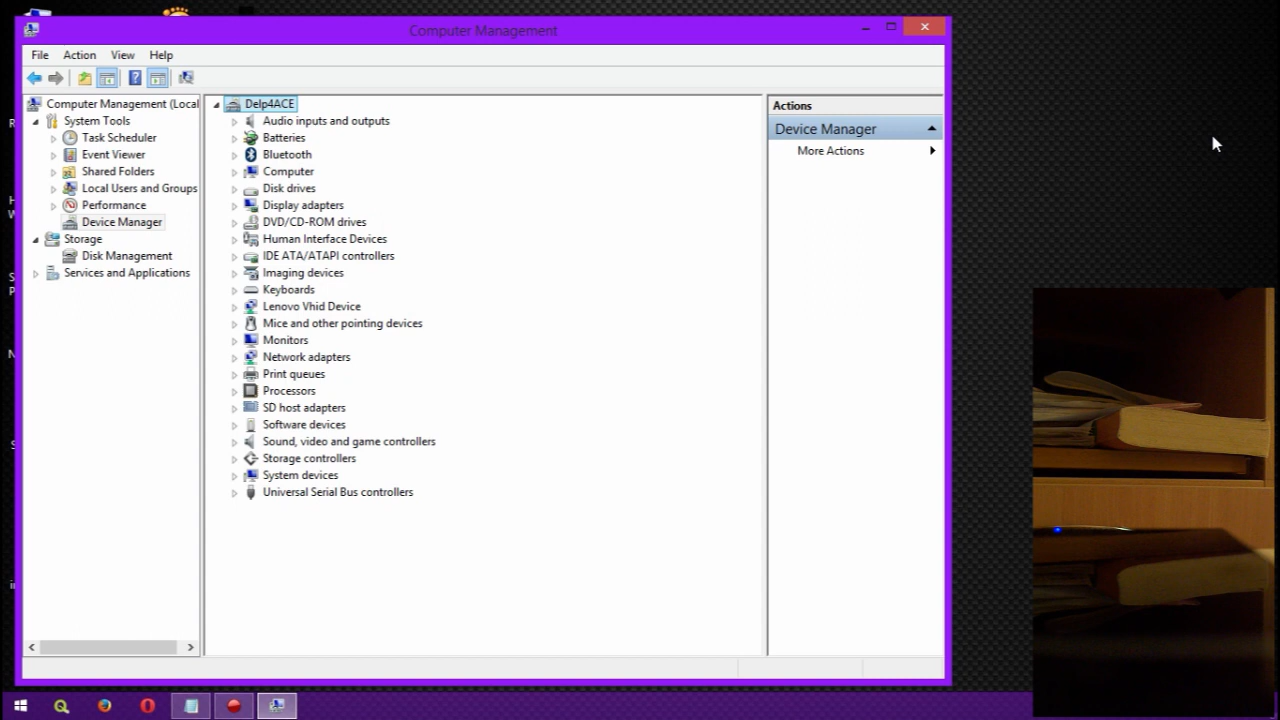 Computer Management
File Action View Help
Computer Management (Local
System Tools
Task Scheduler
Event Viewer
Shared Folders
Local Users and Groups
Performance
Device Manager
Storage
Disk Management
Services and Applications
Delp4ACE
Audio inputs and outputs
Batteries
Bluetooth
Computer
Disk drives
Display adapters
DVD/CD-ROM drives
Human Interface Devices
IDE ATA/ATAPI controllers
Imaging devices
Keyboards
Lenovo Vhid Device
Mice and other pointing devices
Monitors
Network adapters
Print queues
Processors
SD host adapters
Software devices
Sound, video and game controllers
Storage controllers
System devices
Universal Serial Bus controllers
Actions
Device Manager
More Actions